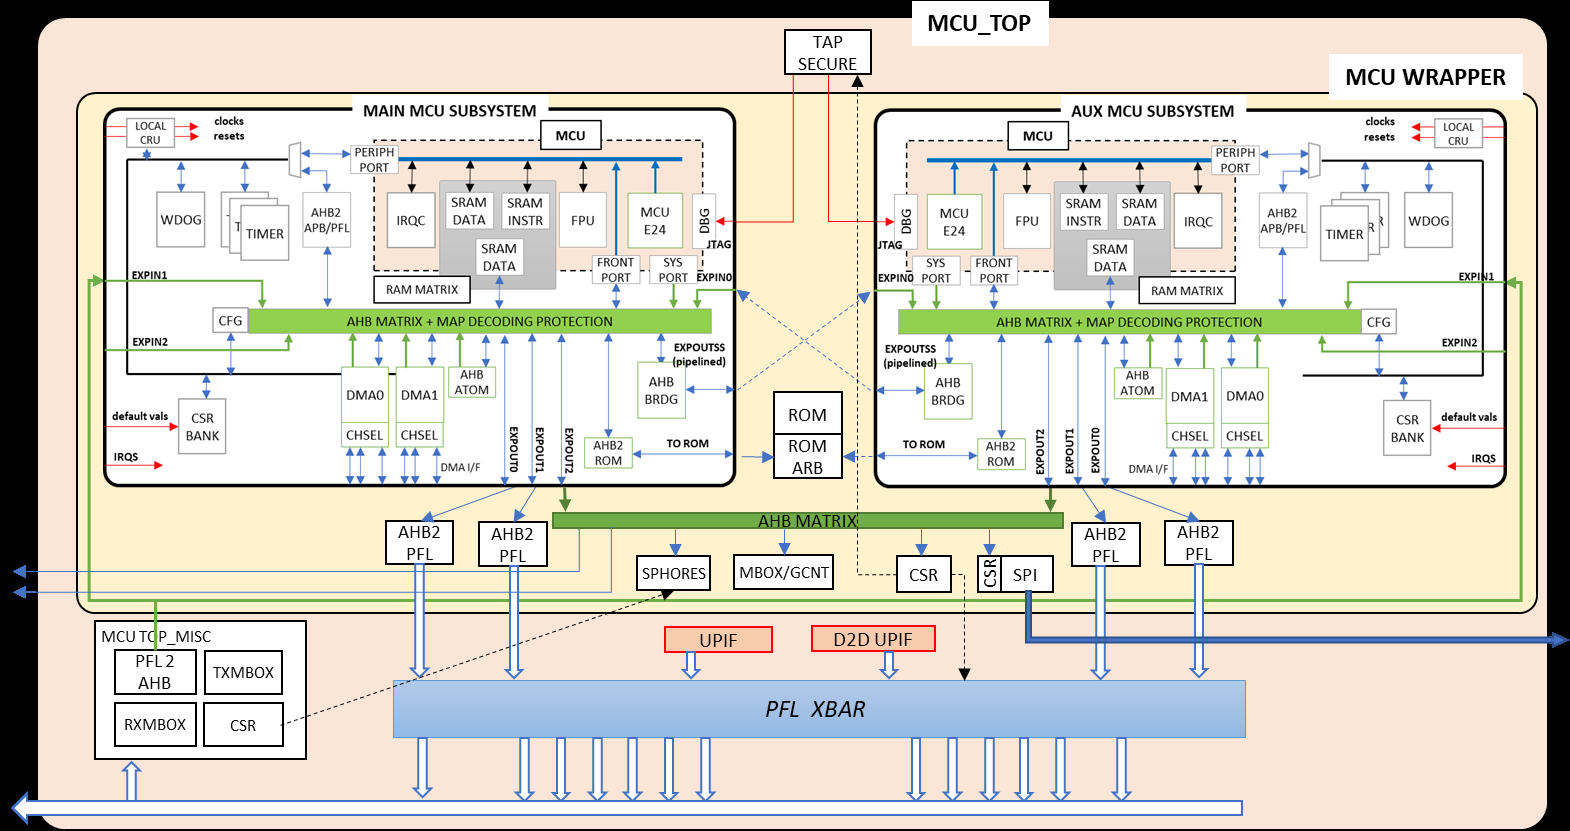 MCU_TOP
MCU WRAPPER
TAP
SECURE
MAIN MCU SUBSYSTEM
LOCAL
CRU
clocks
resets
MCU
PERIPH
PORT
WDOG
T
T
TIMER
AHB2
APB/PFL
IRQC
SRAM
DATA
SRAM
INSTR
SRAM
DATA
FPU
MCU
E24
DBG
JTAG
RAM MATRIX
FRONT
PORT
SYS
PORT
EXPIN0
EXPIN1
EXPIN2
CFG
AHB MATRIX + MAP DECODING PROTECTION
EXPOUTSS
(pipelined)
DMA0
CHSEL
DMA1
CHSEL
AHB
ATOM
AHB
BRDG
CSR
BANK
default vals
IRQS
DMA I/F
EXPOUT0
EXPOUT1
EXPOUT2
AHB2
ROM
TO ROM
AUX MCU SUBSYSTEM
clocks
resets
LOCAL
CRU
MCU
PERIPH
PORT
DBG
JTAG
MCU
E24
FPU
SRAM
INSTR
SRAM
DATA
SRAM
DATA
IRQC
AHB2
APB/PFL
TIMER
R
R
WDOG
EXPIN0
SYS
PORT
FRONT
PORT
RAM MATRIX
EXPIN1
EXPIN2
AHB MATRIX + MAP DECODING PROTECTION
CFG
EXPOUTSS
(pipelined)
AHB
BRDG
AHB
ATOM
DMA1
CHSEL
DMA0
CHSEL
CSR
BANK
default vals
IRQS
DMA I/F
EXPOUT2
EXPOUT1
EXPOUT0
TO ROM
AHB2
ROM
ROM
ROM
ARB
AHB MATRIX
AHB2
PFL
AHB2
PFL
SPHORES
MBOX/GCNT
CSR
CSR
SPI
AHB2
PFL
AHB2
PFL
MCU TOP_MISC
PFL 2
AHB
TXMBOX
RXMBOX
CSR
UPIF
D2D UPIF
PFL XBAR